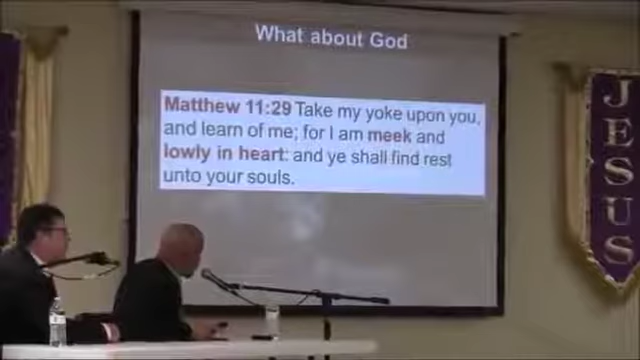 What about God
Matthew 11:29 Take my yoke upon you,
and learn of me; for I am meek and
lowly in heart: and ye shall find rest
unto your souls.
JESUS